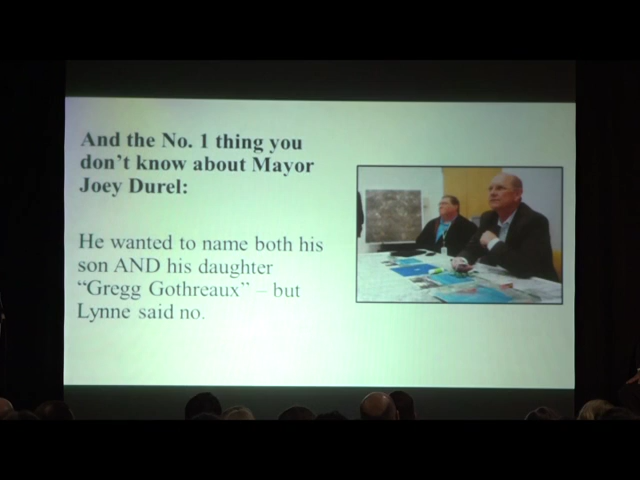 And the No. 1 thing you
don't know about Mayor
Joey Durel:
He wanted to name both his
son AND his daughter
"Gregg Gothreaux" – but
Lynne said no.